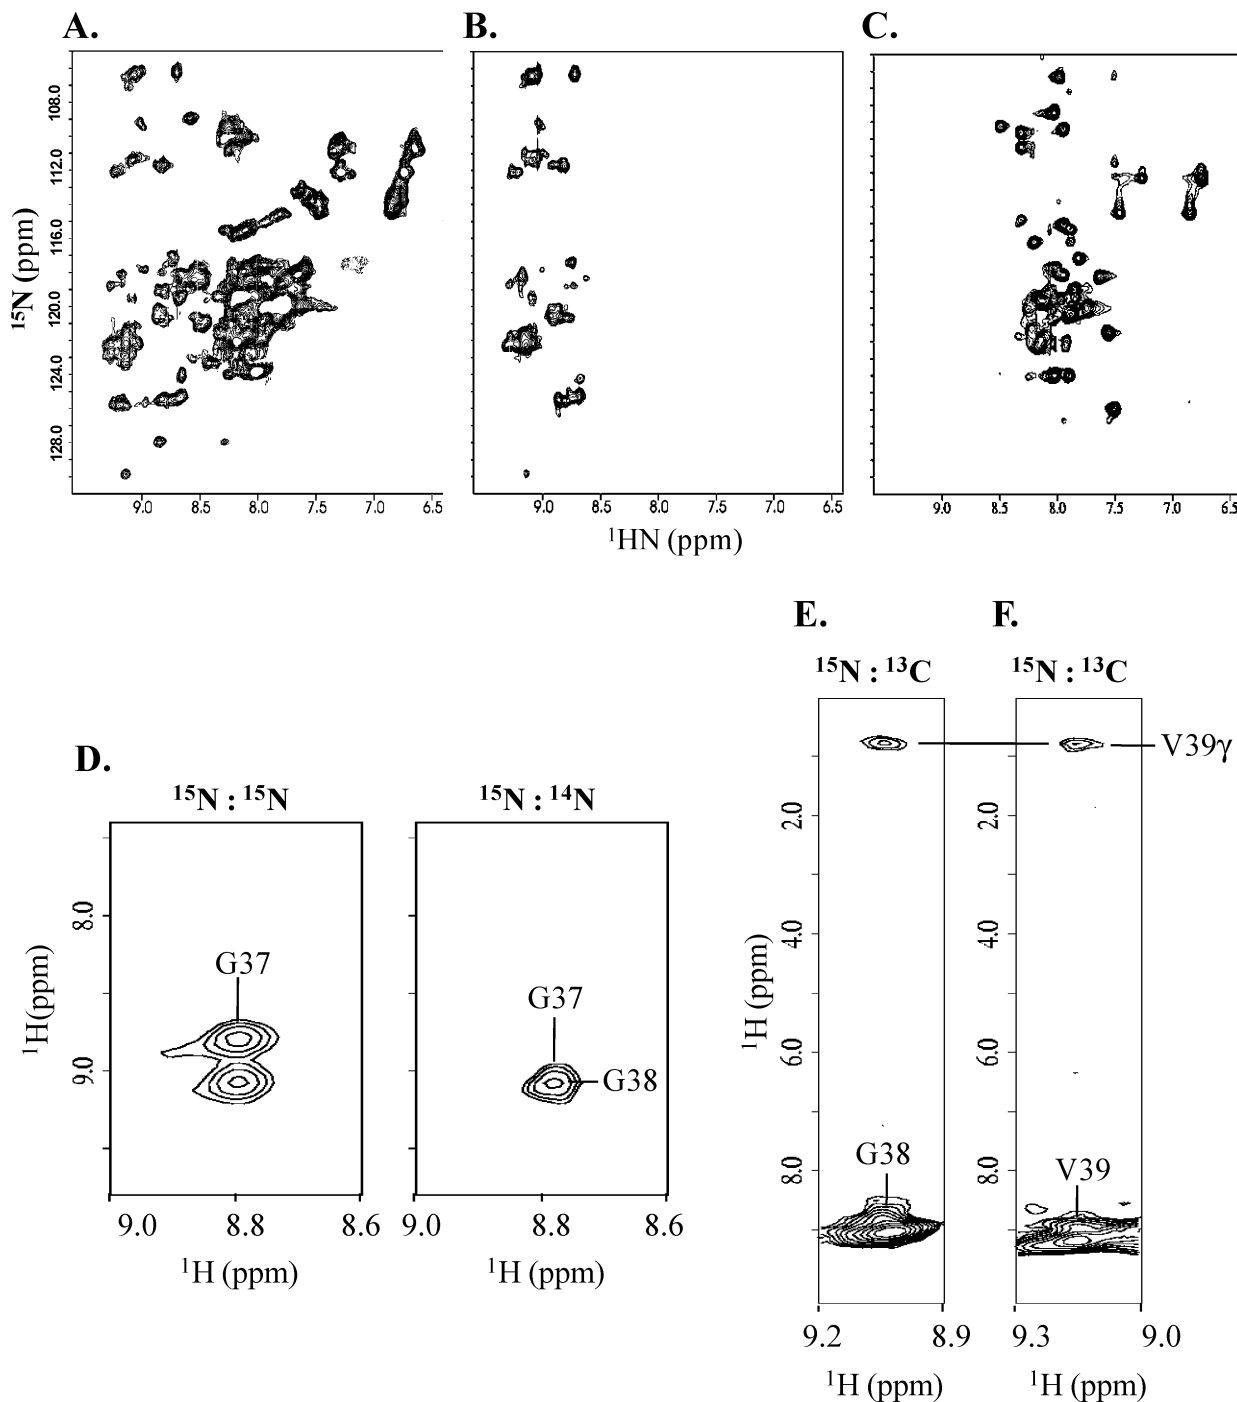 A. B. C.
108.0
112.0
116.0
120.0
124.0
128.0
¹⁵N (ppm)
9.0 8.5 8.0 7.5 7.0 6.5
9.0 8.5 8.0 7.5 7.0 6.5
9.0 8.5 8.0 7.5 7.0 6.5
¹HN (ppm)
D.
¹⁵N : ¹⁵N
¹⁵N : ¹⁴N
8.0
9.0
¹H(ppm)
G37
G37
G38
9.0 8.8 8.6
9.0 8.8 8.6
¹H (ppm)
¹H (ppm)
E. F.
¹⁵N : ¹³C
¹⁵N : ¹³C
V39γ
2.0
4.0
6.0
8.0
2.0
4.0
6.0
8.0
¹H (ppm)
G38
V39
9.2 8.9
9.3 9.0
¹H (ppm)
¹H (ppm)